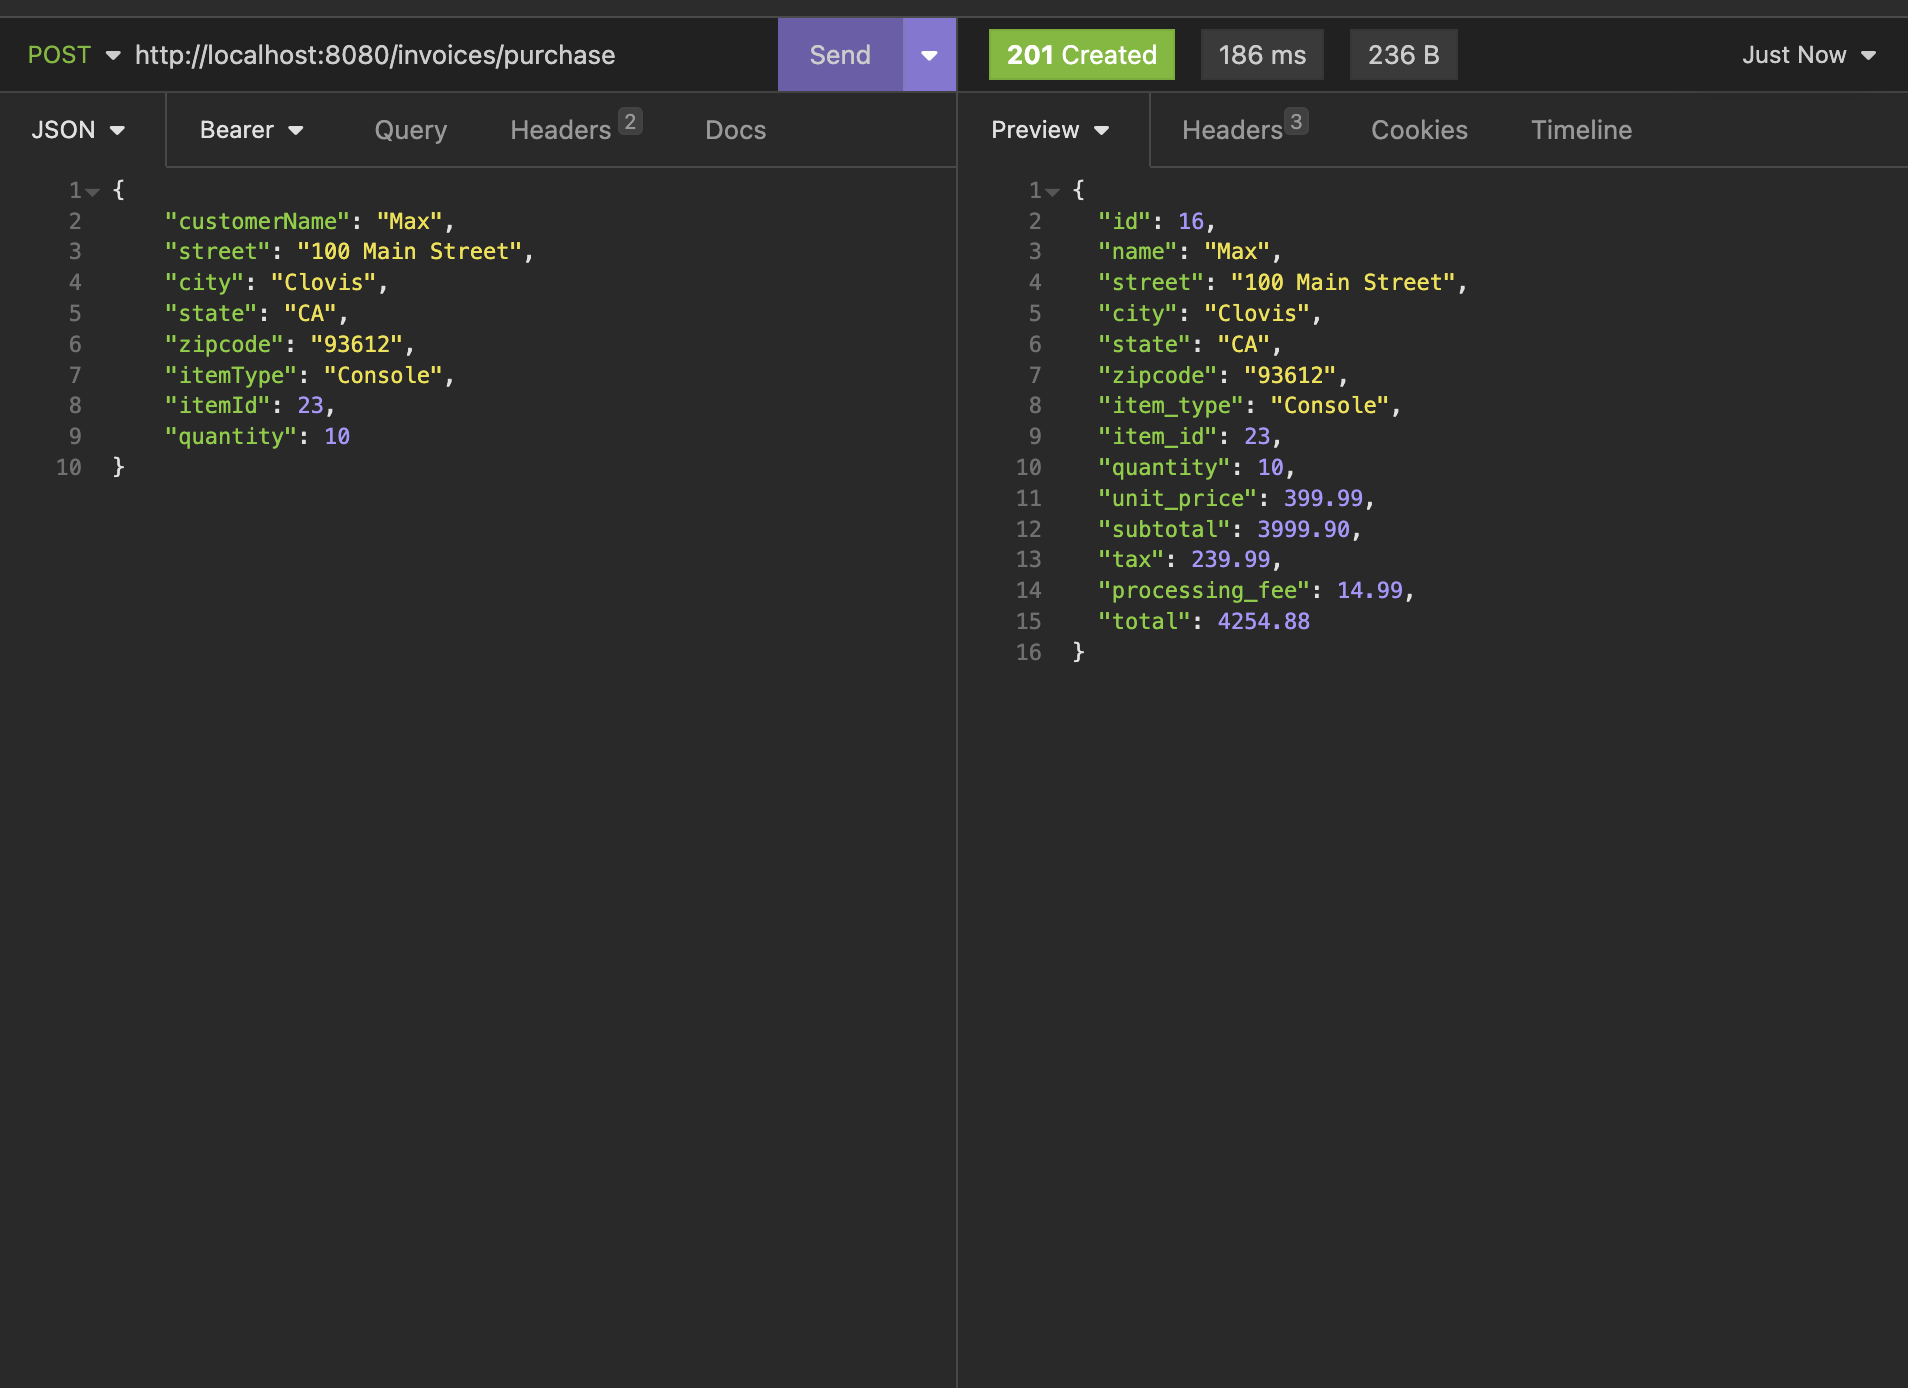 POST http://localhost:8080/invoices/purchase Send 201 Created 186 ms 236 B Just Now
JSON Bearer Query Headers 2 Docs
1 {
2 "customerName": "Max",
3 "street": "100 Main Street",
4 "city": "Clovis",
5 "state": "CA",
6 "zipcode": "93612",
7 "itemType": "Console",
8 "itemId": 23,
9 "quantity": 10
10 }
Preview Headers 3 Cookies Timeline
1 {
2 "id": 16,
3 "name": "Max",
4 "street": "100 Main Street",
5 "city": "Clovis",
6 "state": "CA",
7 "zipcode": "93612",
8 "item_type": "Console",
9 "item_id": 23,
10 "quantity": 10,
11 "unit_price": 399.99,
12 "subtotal": 3999.90,
13 "tax": 239.99,
14 "processing_fee": 14.99,
15 "total": 4254.88
16 }